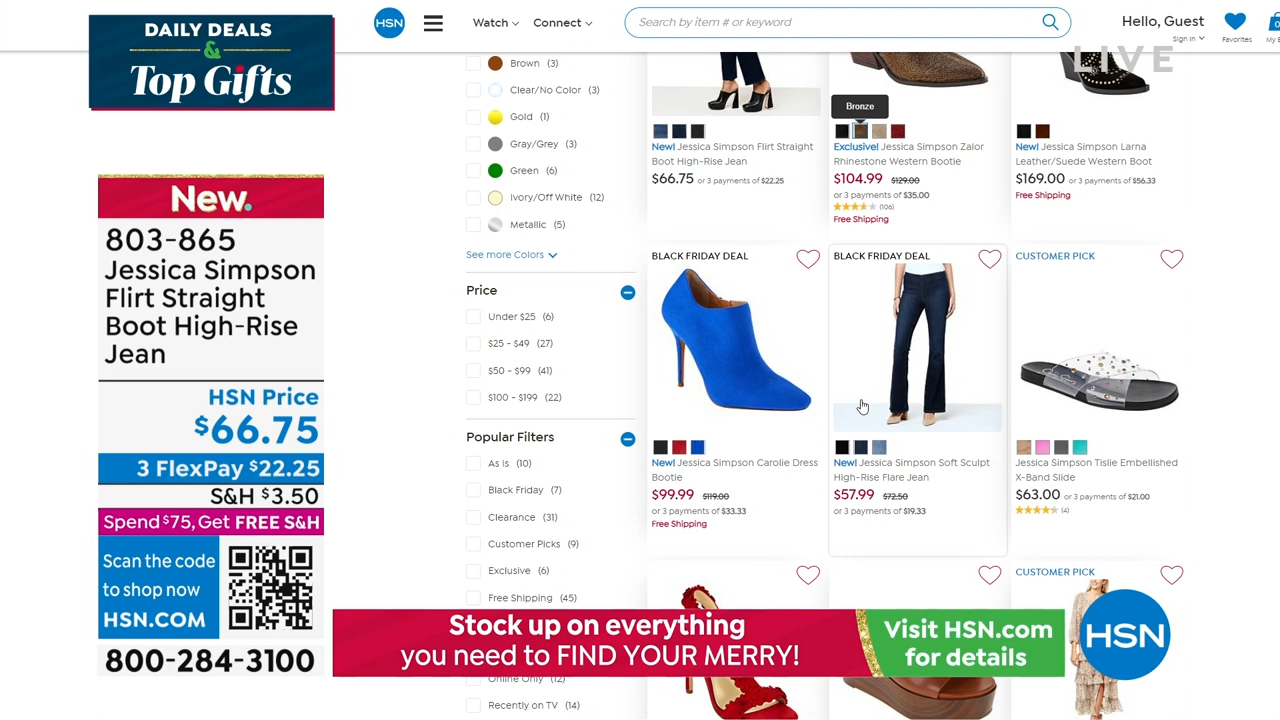 DAILY DEALS
&
Top Gifts
New.
803-865
Jessica Simpson
Flirt Straight
Boot High-Rise
Jean
HSN Price
$66.75
3 FlexPay $22.25
S&H $3.50
Spend $75, Get FREE S&H
Scan the code
to shop now
HSN.COM
800-284-3100
HSN
Watch
Connect
Search by item # or keyword
Hello, Guest
Sign In
Favorites
0
LIVE
Brown (3)
Clear/No Color (3)
Gold (1)
Gray/Grey (3)
Green (6)
Ivory/Off White (12)
Metallic (5)
See more Colors
Price
Under $25 (6)
$25 - $49 (27)
$50 - $99 (41)
$100 - $199 (22)
Popular Filters
As Is (10)
Black Friday (7)
Clearance (31)
Customer Picks (9)
Exclusive (6)
Free Shipping (45)
Online Only (12)
Recently on TV (14)
New! Jessica Simpson Flirt Straight
Boot High-Rise Jean
$66.75 or 3 payments of $22.25
Bronze
Exclusive! Jessica Simpson Zalor
Rhinestone Western Bootie
$104.99 $129.00
or 3 payments of $35.00
(106)
Free Shipping
New! Jessica Simpson Larna
Leather/Suede Western Boot
$169.00 or 3 payments of $56.33
Free Shipping
BLACK FRIDAY DEAL
New! Jessica Simpson Carolie Dress
Bootie
$99.99 $119.00
or 3 payments of $33.33
Free Shipping
BLACK FRIDAY DEAL
New! Jessica Simpson Soft Sculpt
High-Rise Flare Jean
$57.99 $72.50
or 3 payments of $19.33
CUSTOMER PICK
Jessica Simpson Tislie Embellished
X-Band Slide
$63.00 or 3 payments of $21.00
(4)
CUSTOMER PICK
Stock up on everything
you need to FIND YOUR MERRY!
Visit HSN.com
for details
HSN